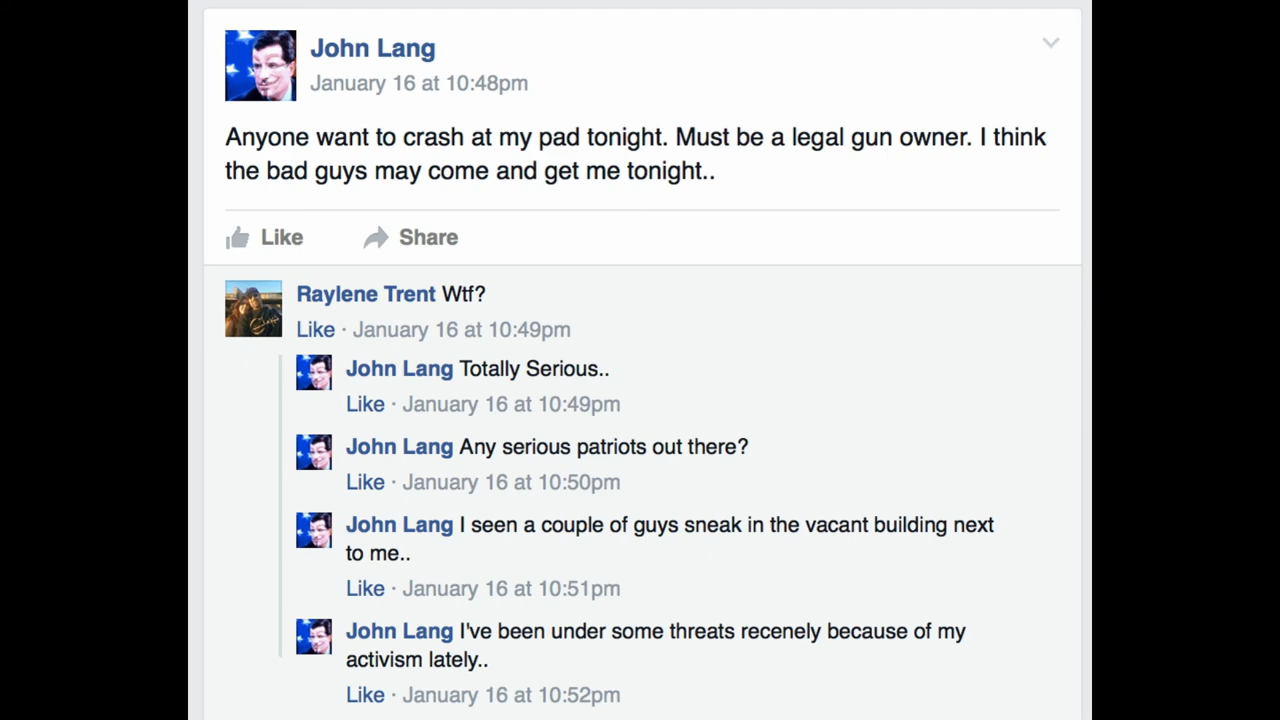 John Lang
January 16 at 10:48pm
Anyone want to crash at my pad tonight. Must be a legal gun owner. I think
the bad guys may come and get me tonight..
Like Share
Raylene Trent Wtf?
Like · January 16 at 10:49pm
John Lang Totally Serious..
Like · January 16 at 10:49pm
John Lang Any serious patriots out there?
Like · January 16 at 10:50pm
John Lang I seen a couple of guys sneak in the vacant building next
to me..
Like · January 16 at 10:51pm
John Lang I've been under some threats recenely because of my
activism lately..
Like · January 16 at 10:52pm